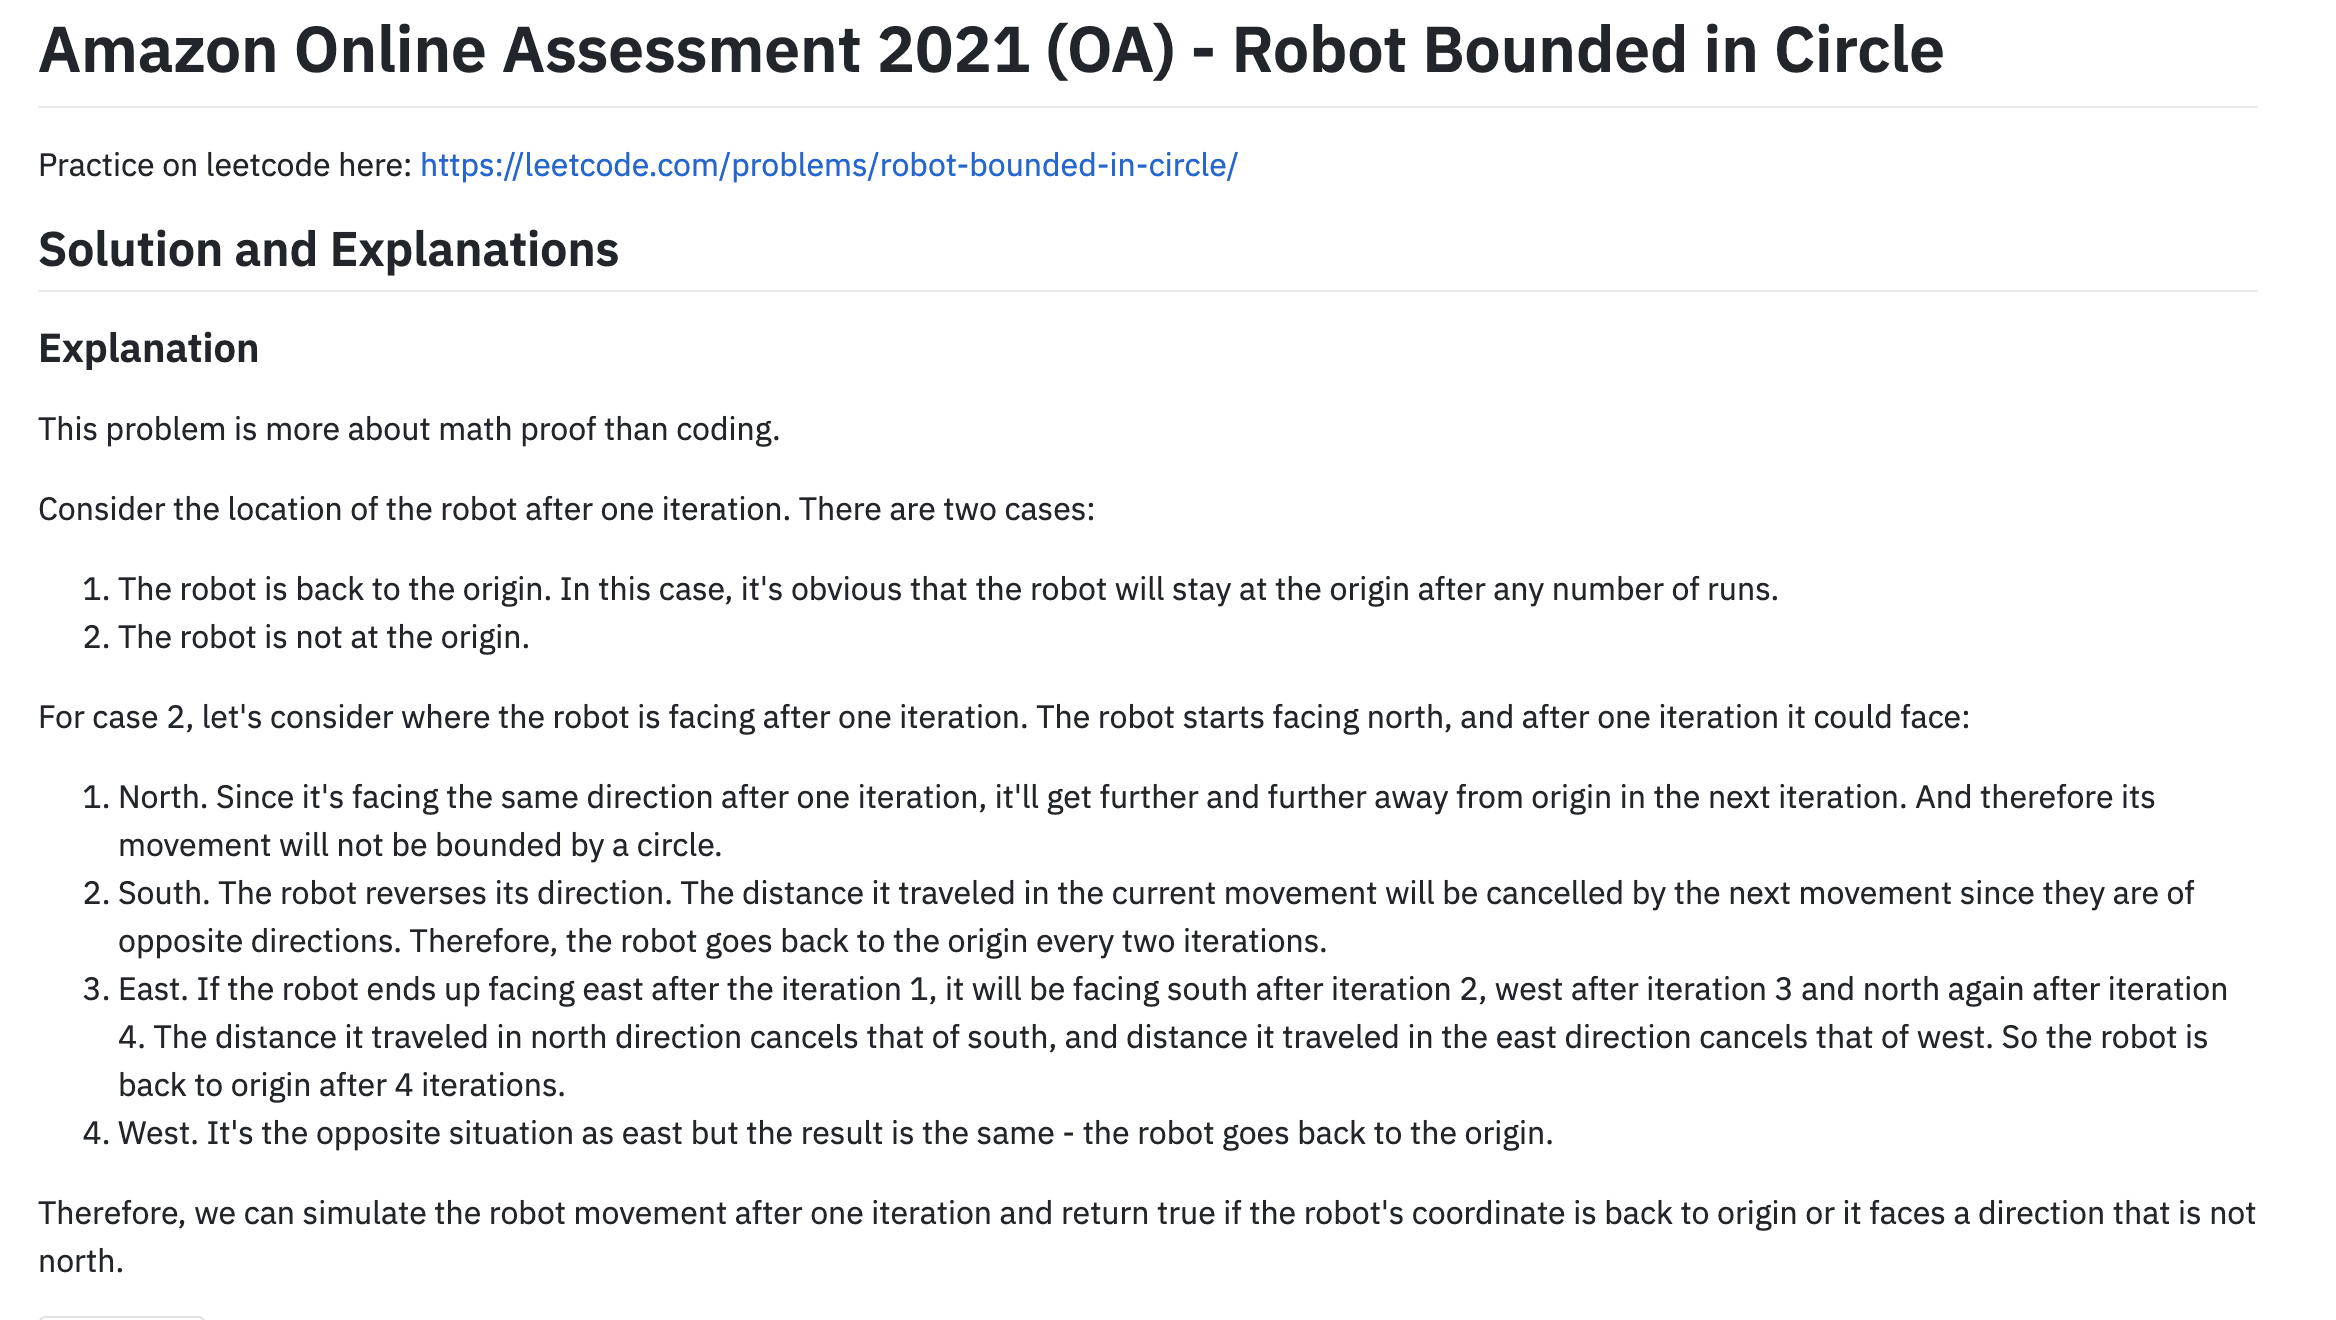 Amazon Online Assessment 2021 (OA) - Robot Bounded in Circle
Practice on leetcode here: https://leetcode.com/problems/robot-bounded-in-circle/
Solution and Explanations
Explanation
This problem is more about math proof than coding.
Consider the location of the robot after one iteration. There are two cases:
1. The robot is back to the origin. In this case, it's obvious that the robot will stay at the origin after any number of runs.
2. The robot is not at the origin.
For case 2, let's consider where the robot is facing after one iteration. The robot starts facing north, and after one iteration it could face:
1. North. Since it's facing the same direction after one iteration, it'll get further and further away from origin in the next iteration. And therefore its
movement will not be bounded by a circle.
2. South. The robot reverses its direction. The distance it traveled in the current movement will be cancelled by the next movement since they are of
opposite directions. Therefore, the robot goes back to the origin every two iterations.
3. East. If the robot ends up facing east after the iteration 1, it will be facing south after iteration 2, west after iteration 3 and north again after iteration
4. The distance it traveled in north direction cancels that of south, and distance it traveled in the east direction cancels that of west. So the robot is
back to origin after 4 iterations.
4. West. It's the opposite situation as east but the result is the same - the robot goes back to the origin.
Therefore, we can simulate the robot movement after one iteration and return true if the robot's coordinate is back to origin or it faces a direction that is not
north.